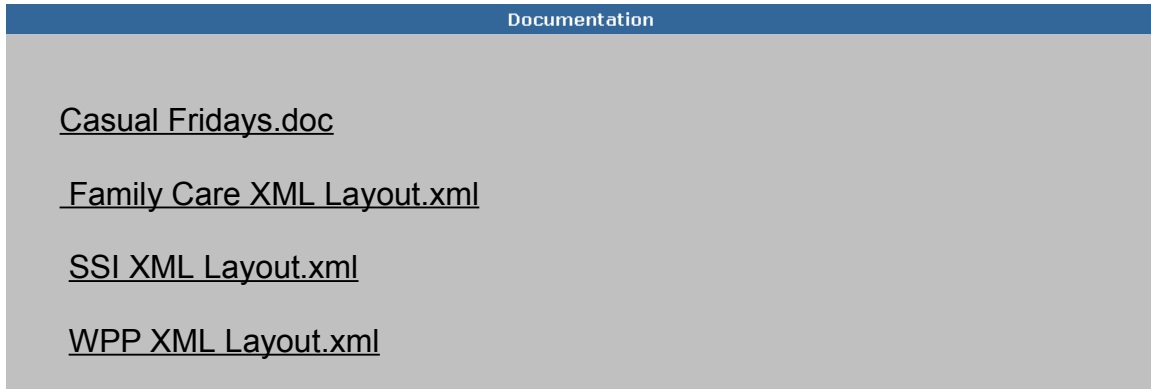 Documentation
Casual Fridays.doc
Family Care XML Layout.xml
SSI XML Layout.xml
WPP XML Layout.xml